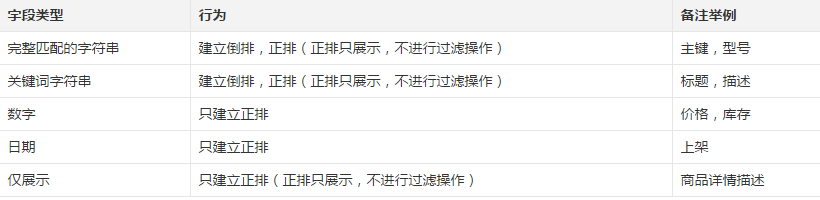 字段类型 行为 备注举例
完整匹配的字符串 建立倒排，正排（正排只展示，不进行过滤操作） 主键，型号
关键词字符串 建立倒排，正排（正排只展示，不进行过滤操作） 标题，描述
数字 只建立正排 价格，库存
日期 只建立正排 上架
仅展示 只建立正排（正排只展示，不进行过滤操作） 商品详情描述